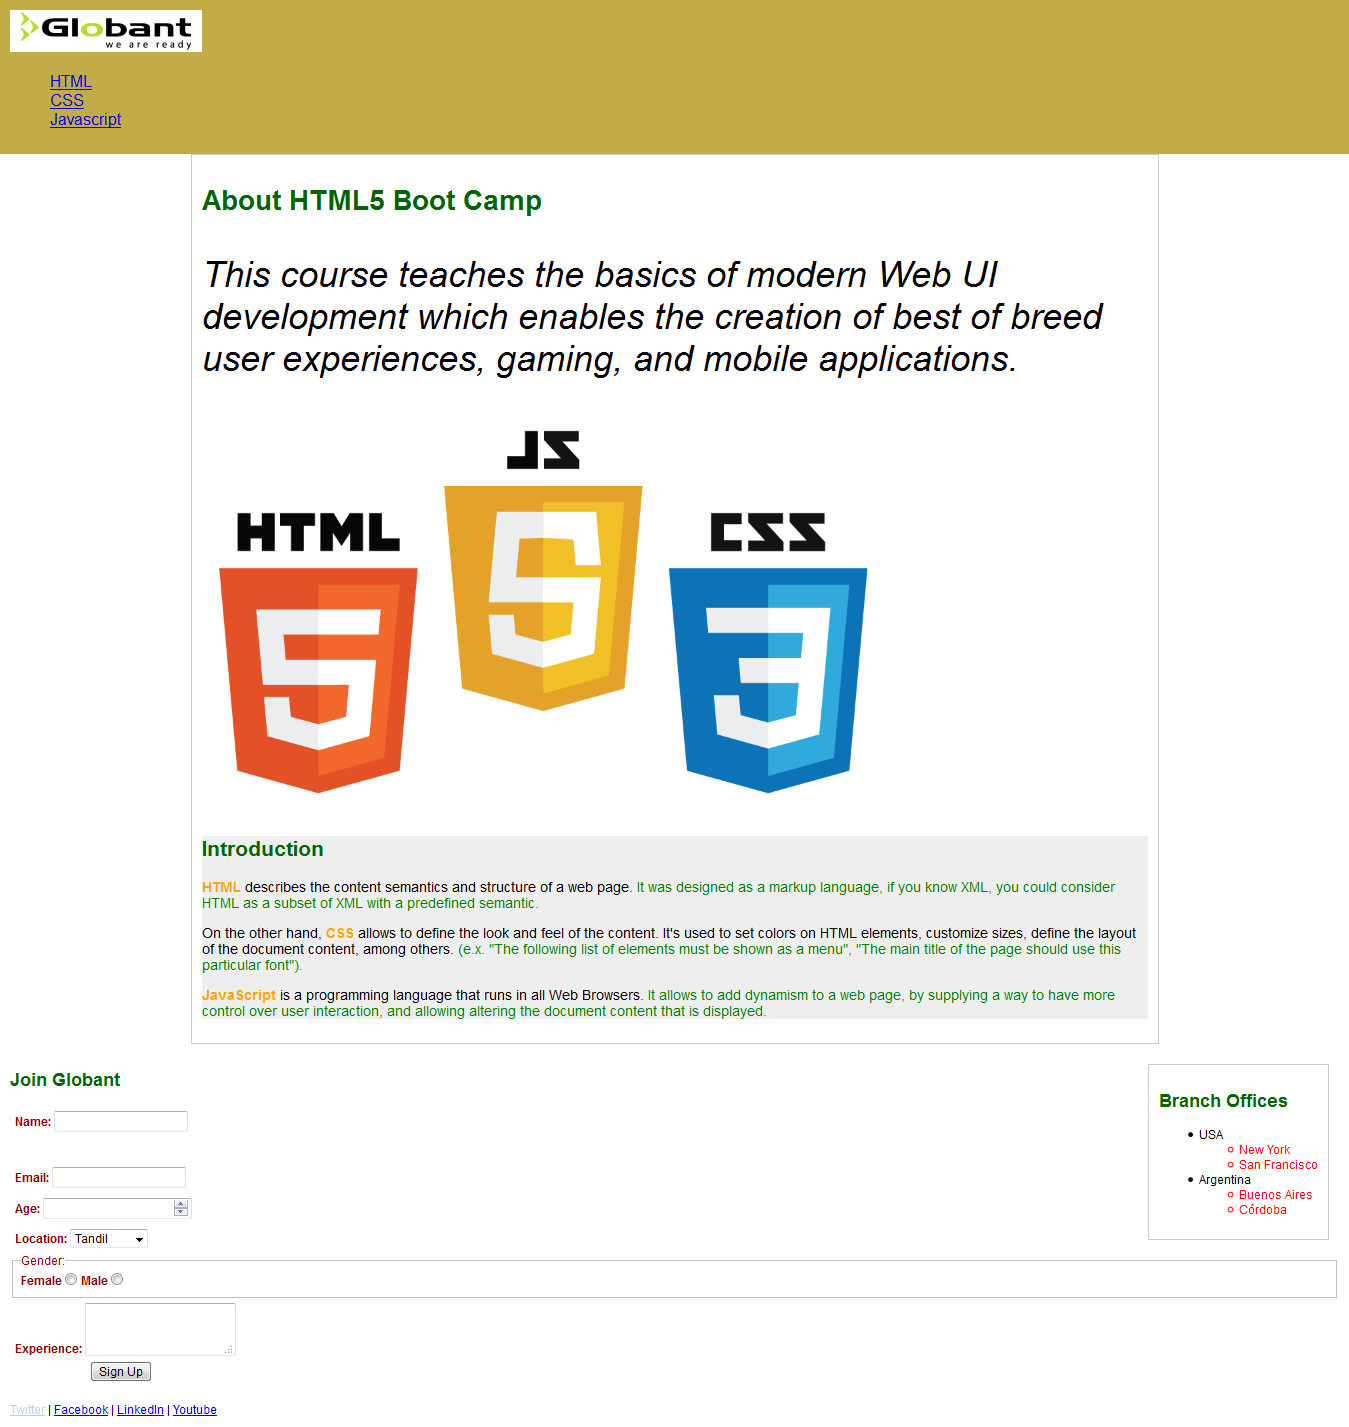 Globant
we are ready
HTML
CSS
Javascript
About HTML5 Boot Camp
This course teaches the basics of modern Web UI
development which enables the creation of best of breed
user experiences, gaming, and mobile applications.
JS
HTML
CSS
5
5
3
Introduction
HTML describes the content semantics and structure of a web page. It was designed as a markup language, if you know XML, you could consider
HTML as a subset of XML with a predefined semantic.
On the other hand, CSS allows to define the look and feel of the content. It's used to set colors on HTML elements, customize sizes, define the layout
of the document content, among others. (e.x. "The following list of elements must be shown as a menu", "The main title of the page should use this
particular font").
JavaScript is a programming language that runs in all Web Browsers. It allows to add dynamism to a web page, by supplying a way to have more
control over user interaction, and allowing altering the document content that is displayed.
Join Globant
Name:
Email:
Age:
Location: Tandil
Gender:
Female Male
Experience:
Sign Up
Branch Offices
USA
New York
San Francisco
Argentina
Buenos Aires
Córdoba
Twitter | Facebook | LinkedIn | Youtube